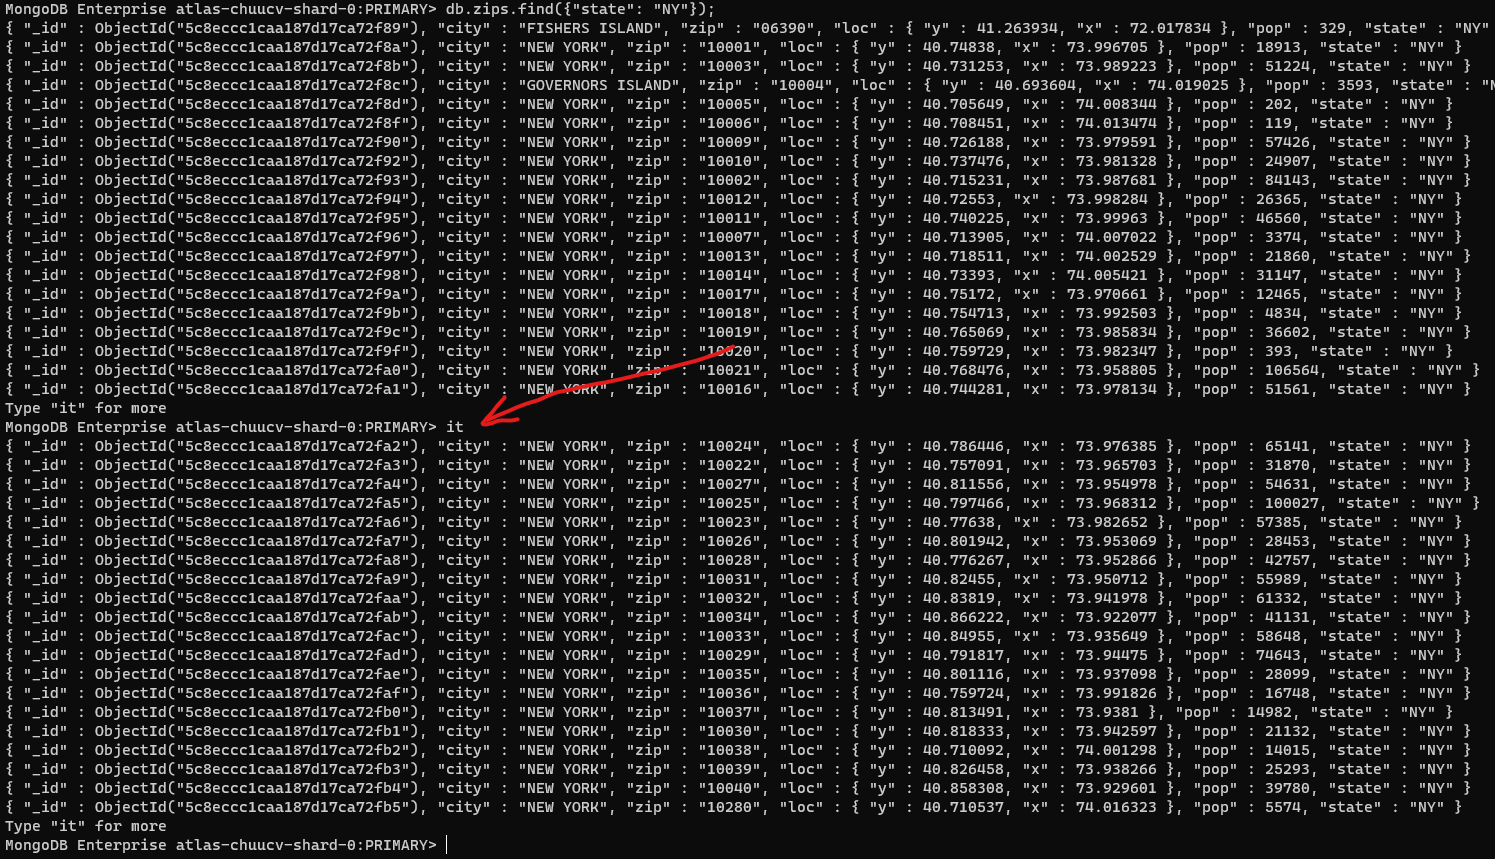 MongoDB Enterprise atlas-chuucv-shard-0:PRIMARY> db.zips.find({"state": "NY"});
{ "_id" : ObjectId("5c8eccc1caa187d17ca72f89"), "city" : "FISHERS ISLAND", "zip" : "06390", "loc" : { "y" : 41.263934, "x" : 72.017834 }, "pop" : 329, "state" : "NY"
{ "_id" : ObjectId("5c8eccc1caa187d17ca72f8a"), "city" : "NEW YORK", "zip" : "10001", "loc" : { "y" : 40.74838, "x" : 73.996705 }, "pop" : 18913, "state" : "NY" }
{ "_id" : ObjectId("5c8eccc1caa187d17ca72f8b"), "city" : "NEW YORK", "zip" : "10003", "loc" : { "y" : 40.731253, "x" : 73.989223 }, "pop" : 51224, "state" : "NY" }
{ "_id" : ObjectId("5c8eccc1caa187d17ca72f8c"), "city" : "GOVERNORS ISLAND", "zip" : "10004", "loc" : { "y" : 40.693604, "x" : 74.019025 }, "pop" : 3593, "state" : "N
{ "_id" : ObjectId("5c8eccc1caa187d17ca72f8d"), "city" : "NEW YORK", "zip" : "10005", "loc" : { "y" : 40.705649, "x" : 74.008344 }, "pop" : 202, "state" : "NY" }
{ "_id" : ObjectId("5c8eccc1caa187d17ca72f8f"), "city" : "NEW YORK", "zip" : "10006", "loc" : { "y" : 40.708451, "x" : 74.013474 }, "pop" : 119, "state" : "NY" }
{ "_id" : ObjectId("5c8eccc1caa187d17ca72f90"), "city" : "NEW YORK", "zip" : "10009", "loc" : { "y" : 40.726188, "x" : 73.979591 }, "pop" : 57426, "state" : "NY" }
{ "_id" : ObjectId("5c8eccc1caa187d17ca72f92"), "city" : "NEW YORK", "zip" : "10010", "loc" : { "y" : 40.737476, "x" : 73.981328 }, "pop" : 24907, "state" : "NY" }
{ "_id" : ObjectId("5c8eccc1caa187d17ca72f93"), "city" : "NEW YORK", "zip" : "10002", "loc" : { "y" : 40.715231, "x" : 73.987681 }, "pop" : 84143, "state" : "NY" }
{ "_id" : ObjectId("5c8eccc1caa187d17ca72f94"), "city" : "NEW YORK", "zip" : "10012", "loc" : { "y" : 40.72553, "x" : 73.998284 }, "pop" : 26365, "state" : "NY" }
{ "_id" : ObjectId("5c8eccc1caa187d17ca72f95"), "city" : "NEW YORK", "zip" : "10011", "loc" : { "y" : 40.740225, "x" : 73.99963 }, "pop" : 46560, "state" : "NY" }
{ "_id" : ObjectId("5c8eccc1caa187d17ca72f96"), "city" : "NEW YORK", "zip" : "10007", "loc" : { "y" : 40.713905, "x" : 74.007022 }, "pop" : 3374, "state" : "NY" }
{ "_id" : ObjectId("5c8eccc1caa187d17ca72f97"), "city" : "NEW YORK", "zip" : "10013", "loc" : { "y" : 40.718511, "x" : 74.002529 }, "pop" : 21860, "state" : "NY" }
{ "_id" : ObjectId("5c8eccc1caa187d17ca72f98"), "city" : "NEW YORK", "zip" : "10014", "loc" : { "y" : 40.73393, "x" : 74.005421 }, "pop" : 31147, "state" : "NY" }
{ "_id" : ObjectId("5c8eccc1caa187d17ca72f9a"), "city" : "NEW YORK", "zip" : "10017", "loc" : { "y" : 40.75172, "x" : 73.970661 }, "pop" : 12465, "state" : "NY" }
{ "_id" : ObjectId("5c8eccc1caa187d17ca72f9b"), "city" : "NEW YORK", "zip" : "10018", "loc" : { "y" : 40.754713, "x" : 73.992503 }, "pop" : 4834, "state" : "NY" }
{ "_id" : ObjectId("5c8eccc1caa187d17ca72f9c"), "city" : "NEW YORK", "zip" : "10019", "loc" : { "y" : 40.765069, "x" : 73.985834 }, "pop" : 36602, "state" : "NY" }
{ "_id" : ObjectId("5c8eccc1caa187d17ca72f9f"), "city" : "NEW YORK", "zip" : "10020", "loc" : { "y" : 40.759729, "x" : 73.982347 }, "pop" : 393, "state" : "NY" }
{ "_id" : ObjectId("5c8eccc1caa187d17ca72fa0"), "city" : "NEW YORK", "zip" : "10021", "loc" : { "y" : 40.768476, "x" : 73.958805 }, "pop" : 106564, "state" : "NY" }
{ "_id" : ObjectId("5c8eccc1caa187d17ca72fa1"), "city" : "NEW YORK", "zip" : "10016", "loc" : { "y" : 40.744281, "x" : 73.978134 }, "pop" : 51561, "state" : "NY" }
Type "it" for more
MongoDB Enterprise atlas-chuucv-shard-0:PRIMARY> it
{ "_id" : ObjectId("5c8eccc1caa187d17ca72fa2"), "city" : "NEW YORK", "zip" : "10024", "loc" : { "y" : 40.786446, "x" : 73.976385 }, "pop" : 65141, "state" : "NY" }
{ "_id" : ObjectId("5c8eccc1caa187d17ca72fa3"), "city" : "NEW YORK", "zip" : "10022", "loc" : { "y" : 40.757091, "x" : 73.965703 }, "pop" : 31870, "state" : "NY" }
{ "_id" : ObjectId("5c8eccc1caa187d17ca72fa4"), "city" : "NEW YORK", "zip" : "10027", "loc" : { "y" : 40.811556, "x" : 73.954978 }, "pop" : 54631, "state" : "NY" }
{ "_id" : ObjectId("5c8eccc1caa187d17ca72fa5"), "city" : "NEW YORK", "zip" : "10025", "loc" : { "y" : 40.797466, "x" : 73.968312 }, "pop" : 100027, "state" : "NY" }
{ "_id" : ObjectId("5c8eccc1caa187d17ca72fa6"), "city" : "NEW YORK", "zip" : "10023", "loc" : { "y" : 40.77638, "x" : 73.982652 }, "pop" : 57385, "state" : "NY" }
{ "_id" : ObjectId("5c8eccc1caa187d17ca72fa7"), "city" : "NEW YORK", "zip" : "10026", "loc" : { "y" : 40.801942, "x" : 73.953069 }, "pop" : 28453, "state" : "NY" }
{ "_id" : ObjectId("5c8eccc1caa187d17ca72fa8"), "city" : "NEW YORK", "zip" : "10028", "loc" : { "y" : 40.776267, "x" : 73.952866 }, "pop" : 42757, "state" : "NY" }
{ "_id" : ObjectId("5c8eccc1caa187d17ca72fa9"), "city" : "NEW YORK", "zip" : "10031", "loc" : { "y" : 40.82455, "x" : 73.950712 }, "pop" : 55989, "state" : "NY" }
{ "_id" : ObjectId("5c8eccc1caa187d17ca72faa"), "city" : "NEW YORK", "zip" : "10032", "loc" : { "y" : 40.83819, "x" : 73.941978 }, "pop" : 61332, "state" : "NY" }
{ "_id" : ObjectId("5c8eccc1caa187d17ca72fab"), "city" : "NEW YORK", "zip" : "10034", "loc" : { "y" : 40.866222, "x" : 73.922077 }, "pop" : 41131, "state" : "NY" }
{ "_id" : ObjectId("5c8eccc1caa187d17ca72fac"), "city" : "NEW YORK", "zip" : "10033", "loc" : { "y" : 40.84955, "x" : 73.935649 }, "pop" : 58648, "state" : "NY" }
{ "_id" : ObjectId("5c8eccc1caa187d17ca72fad"), "city" : "NEW YORK", "zip" : "10029", "loc" : { "y" : 40.791817, "x" : 73.94475 }, "pop" : 74643, "state" : "NY" }
{ "_id" : ObjectId("5c8eccc1caa187d17ca72fae"), "city" : "NEW YORK", "zip" : "10035", "loc" : { "y" : 40.801116, "x" : 73.937098 }, "pop" : 28099, "state" : "NY" }
{ "_id" : ObjectId("5c8eccc1caa187d17ca72faf"), "city" : "NEW YORK", "zip" : "10036", "loc" : { "y" : 40.759724, "x" : 73.991826 }, "pop" : 16748, "state" : "NY" }
{ "_id" : ObjectId("5c8eccc1caa187d17ca72fb0"), "city" : "NEW YORK", "zip" : "10037", "loc" : { "y" : 40.813491, "x" : 73.9381 }, "pop" : 14982, "state" : "NY" }
{ "_id" : ObjectId("5c8eccc1caa187d17ca72fb1"), "city" : "NEW YORK", "zip" : "10030", "loc" : { "y" : 40.818333, "x" : 73.942597 }, "pop" : 21132, "state" : "NY" }
{ "_id" : ObjectId("5c8eccc1caa187d17ca72fb2"), "city" : "NEW YORK", "zip" : "10038", "loc" : { "y" : 40.710092, "x" : 74.001298 }, "pop" : 14015, "state" : "NY" }
{ "_id" : ObjectId("5c8eccc1caa187d17ca72fb3"), "city" : "NEW YORK", "zip" : "10039", "loc" : { "y" : 40.826458, "x" : 73.938266 }, "pop" : 25293, "state" : "NY" }
{ "_id" : ObjectId("5c8eccc1caa187d17ca72fb4"), "city" : "NEW YORK", "zip" : "10040", "loc" : { "y" : 40.858308, "x" : 73.929601 }, "pop" : 39780, "state" : "NY" }
{ "_id" : ObjectId("5c8eccc1caa187d17ca72fb5"), "city" : "NEW YORK", "zip" : "10280", "loc" : { "y" : 40.710537, "x" : 74.016323 }, "pop" : 5574, "state" : "NY" }
Type "it" for more
MongoDB Enterprise atlas-chuucv-shard-0:PRIMARY>